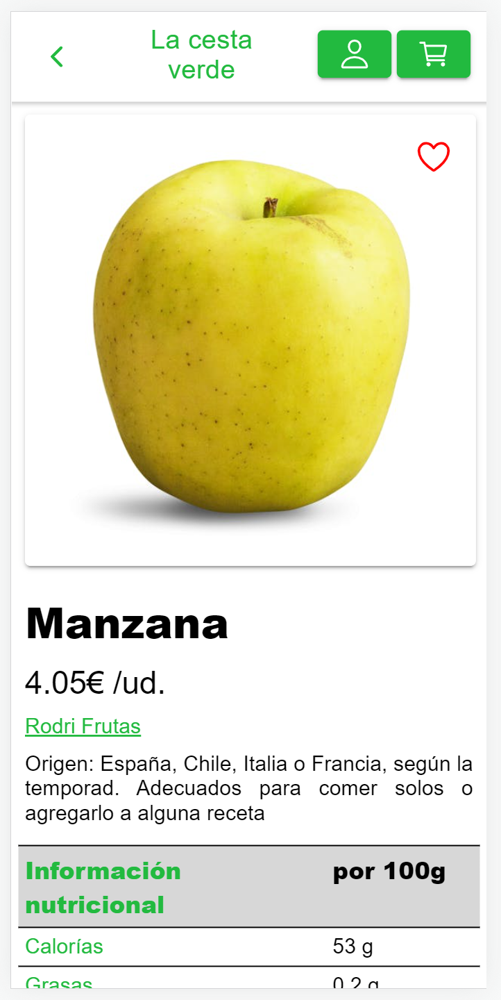 La cesta
verde
Manzana
4.05€ /ud.
Rodri Frutas
Origen: España, Chile, Italia o Francia, según la
temporad. Adecuados para comer solos o
agregarlo a alguna receta
Información por 100g
nutricional
Calorías 53 g
Grasas 0.2 g